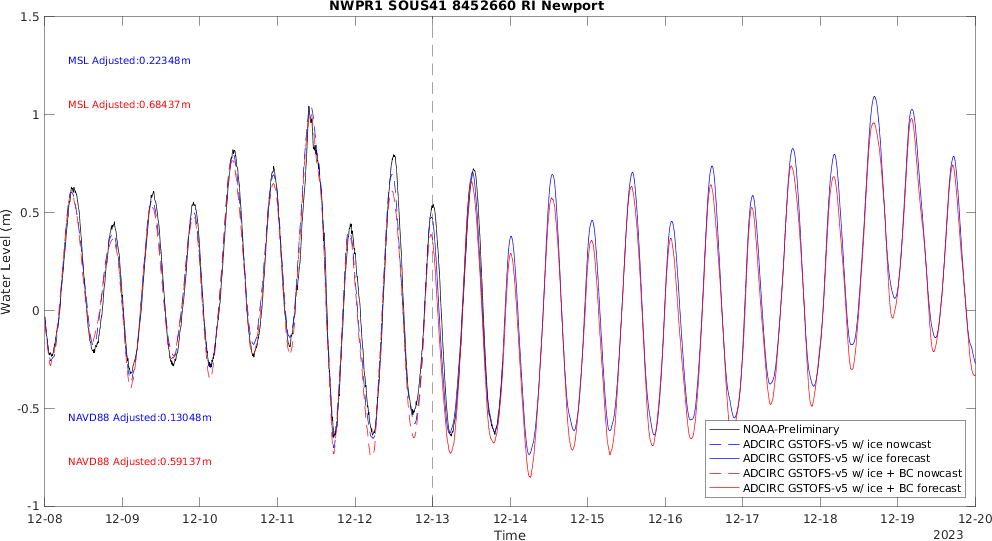 NWPR1 SOUS41 8452660 RI Newport
1.5
1
0.5
0
-0.5
-1
Water Level (m)
MSL Adjusted:0.22348m
MSL Adjusted:0.68437m
NAVD88 Adjusted:0.13048m
NAVD88 Adjusted:0.59137m
NOAA-Preliminary
ADCIRC GSTOFS-v5 w/ ice nowcast
ADCIRC GSTOFS-v5 w/ ice forecast
ADCIRC GSTOFS-v5 w/ ice + BC nowcast
ADCIRC GSTOFS-v5 w/ ice + BC forecast
12-08 12-09 12-10 12-11 12-12 12-13 12-14 12-15 12-16 12-17 12-18 12-19 12-20
Time
2023